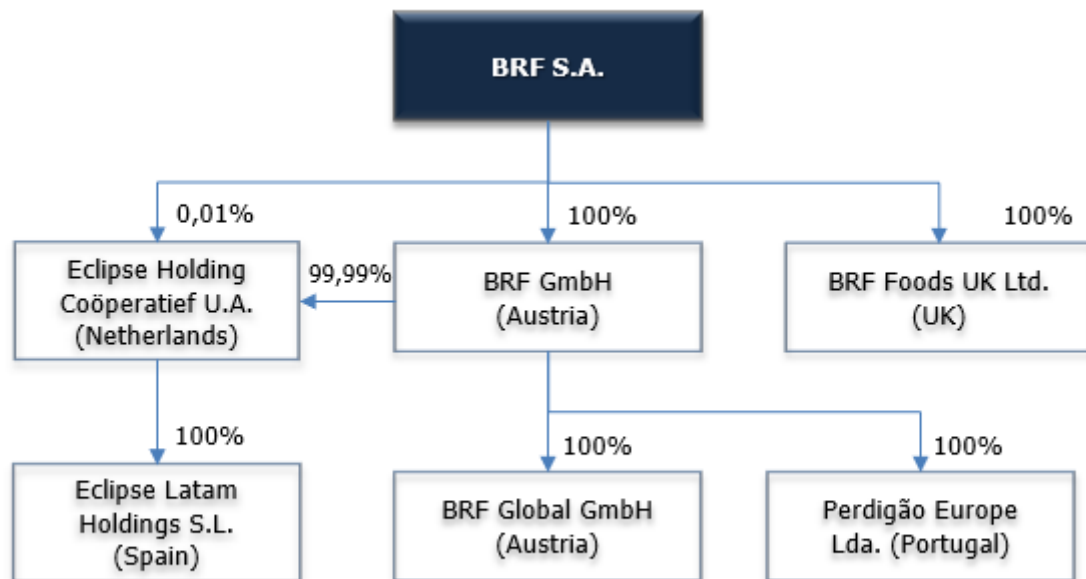 BRF S.A.
0,01%
100%
100%
Eclipse Holding
Coöperatief U.A.
(Netherlands)
99,99%
BRF GmbH
(Austria)
BRF Foods UK Ltd.
(UK)
100%
100%
100%
Eclipse Latam
Holdings S.L.
(Spain)
BRF Global GmbH
(Austria)
Perdigão Europe
Lda. (Portugal)